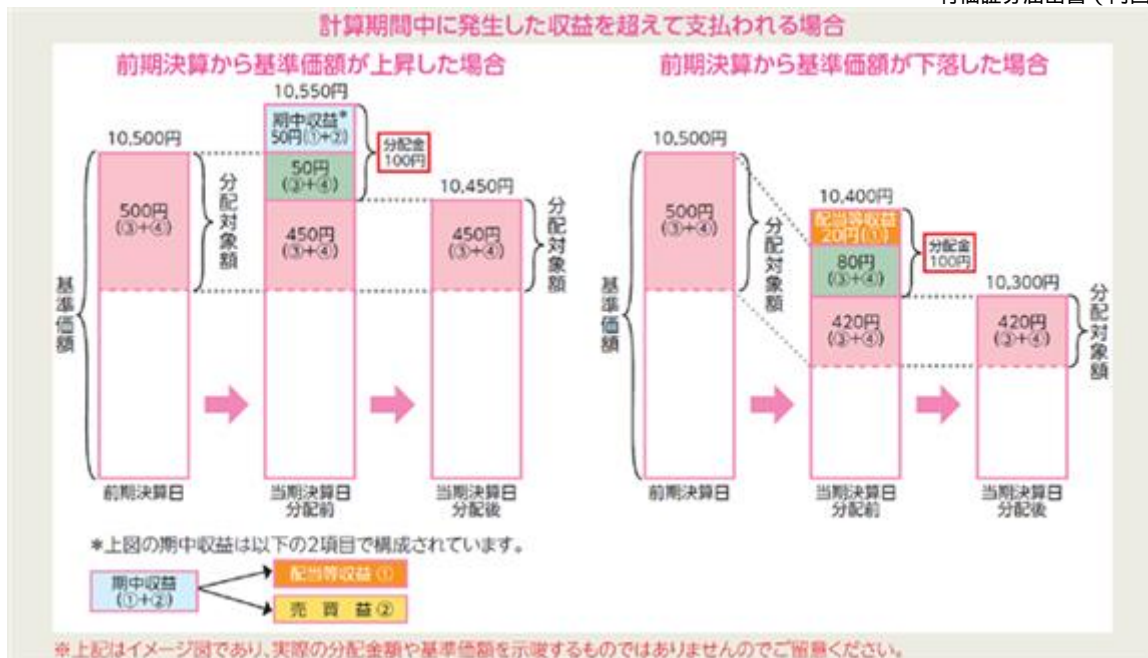 計算期間中に発生した収益を超えて支払われる場合
前期決算から基準価額が上昇した場合
10,550円
10,500円
期中収益*
50円(①+②)
分配金
100円
50円
(③+④)
10,450円
500円
(③+④)
分配対象額
450円
(③+④)
450円
(③+④)
分配対象額
基準価額
前期決算日
当期決算日
分配前
当期決算日
分配後
前期決算から基準価額が下落した場合
10,500円
10,400円
500円
(③+④)
分配対象額
配当等収益
20円(①)
分配金
100円
80円
(③+④)
10,300円
420円
(③+④)
420円
(③+④)
分配対象額
基準価額
前期決算日
当期決算日
分配前
当期決算日
分配後
*上図の期中収益は以下の2項目で構成されています。
期中収益
(①+②)
配当等収益 ①
売 買 益 ②
※上記はイメージ図であり、実際の分配金額や基準価額を示唆するものではありませんのでご留意ください。